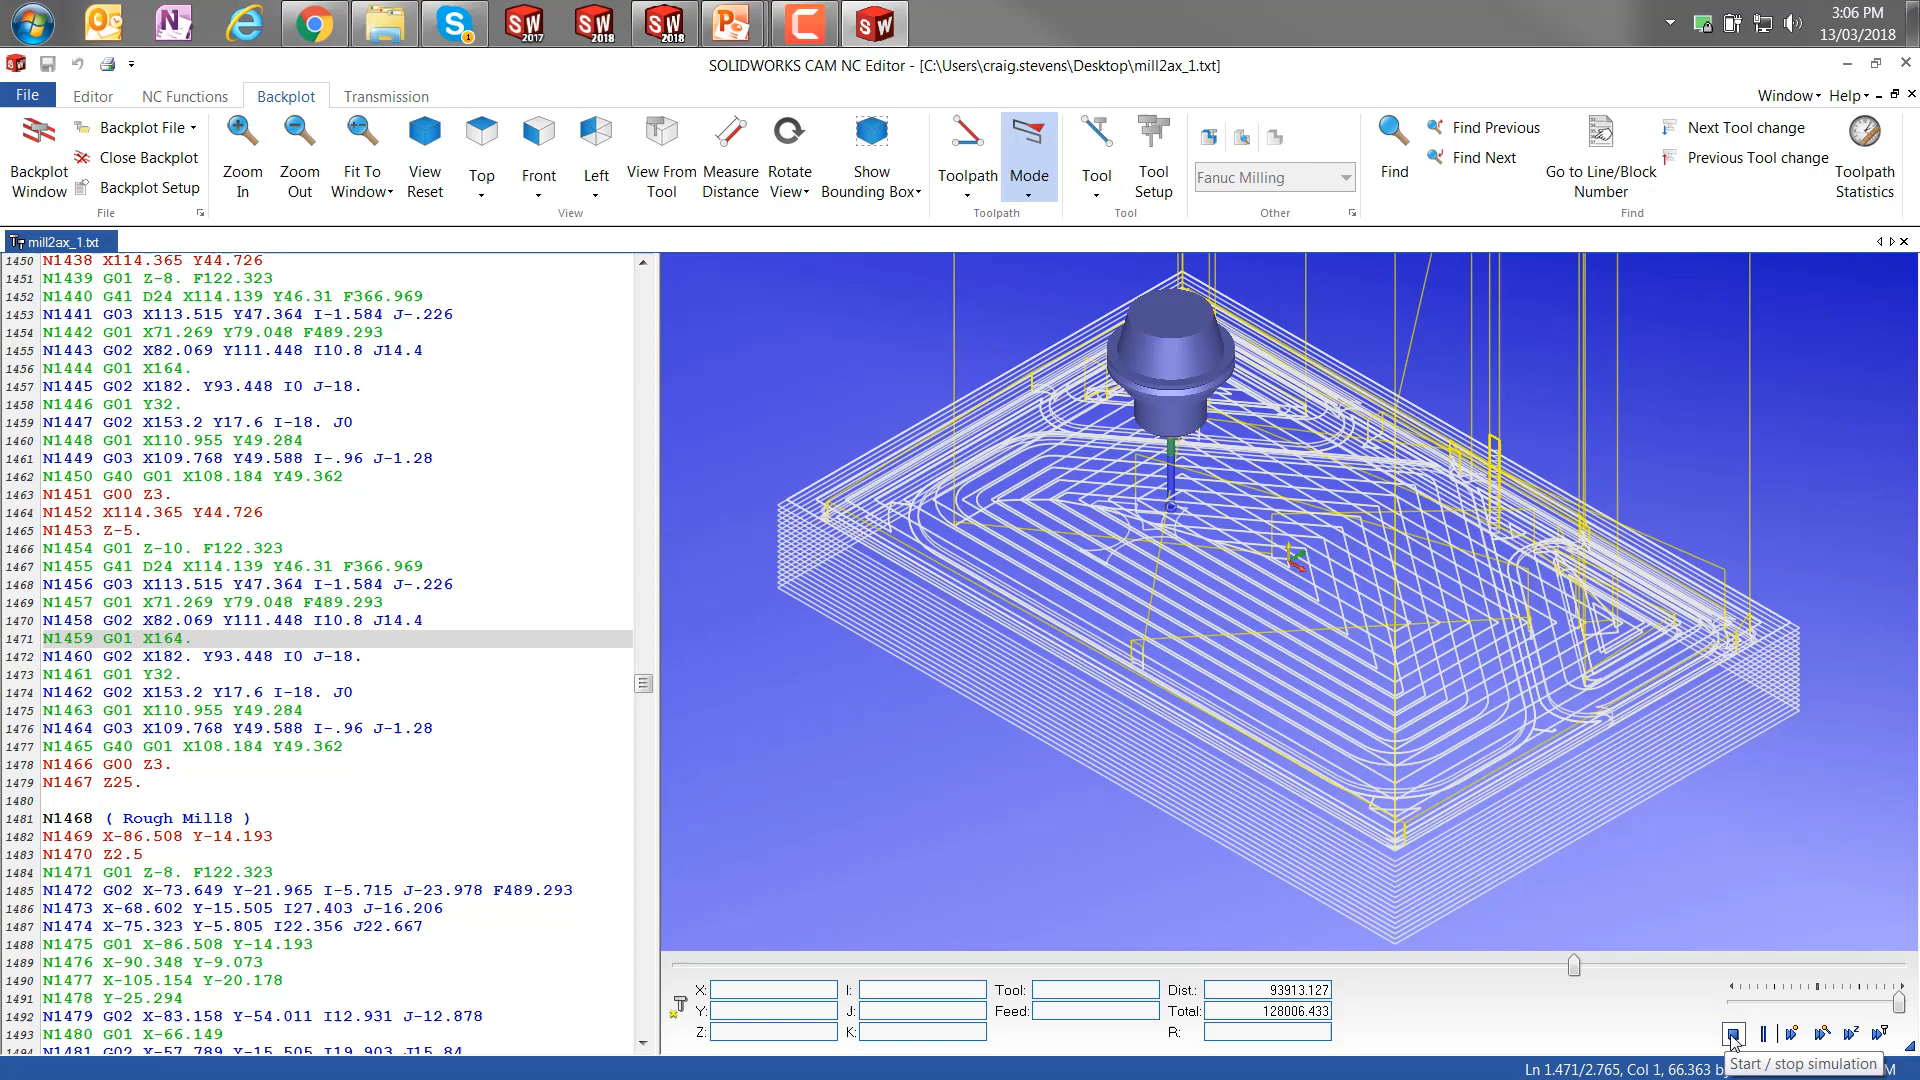 3:06 PM
13/03/2018
SW 2017
SW 2018
SW 2018
SOLIDWORKS CAM NC Editor - [C:\Users\craig.stevens\Desktop\mill2ax_1.txt]
File Editor NC Functions Backplot Transmission Window Help
Backplot Window
Backplot File
Close Backplot
Backplot Setup
Zoom In
Zoom Out
Fit To Window
View Reset
Top
Front
Left
View From Tool
Measure Distance
Rotate View
Show Bounding Box
Toolpath
Mode
Tool
Tool Setup
Fanuc Milling
Find
Find Previous
Find Next
Go to Line/Block Number
Next Tool change
Previous Tool change
Toolpath Statistics
File View Toolpath Tool Other Find
mill2ax_1.txt
1450 N1438 X114.365 Y44.726
1451 N1439 G01 Z-8. F122.323
1452 N1440 G41 D24 X114.139 Y46.31 F366.969
1453 N1441 G03 X113.515 Y47.364 I-1.584 J-.226
1454 N1442 G01 X71.269 Y79.048 F489.293
1455 N1443 G02 X82.069 Y111.448 I10.8 J14.4
1456 N1444 G01 X164.
1457 N1445 G02 X182. Y93.448 I0 J-18.
1458 N1446 G01 Y32.
1459 N1447 G02 X153.2 Y17.6 I-18. J0
1460 N1448 G01 X110.955 Y49.284
1461 N1449 G03 X109.768 Y49.588 I-.96 J-1.28
1462 N1450 G40 G01 X108.184 Y49.362
1463 N1451 G00 Z3.
1464 N1452 X114.365 Y44.726
1465 N1453 Z-5.
1466 N1454 G01 Z-10. F122.323
1467 N1455 G41 D24 X114.139 Y46.31 F366.969
1468 N1456 G03 X113.515 Y47.364 I-1.584 J-.226
1469 N1457 G01 X71.269 Y79.048 F489.293
1470 N1458 G02 X82.069 Y111.448 I10.8 J14.4
1471 N1459 G01 X164.
1472 N1460 G02 X182. Y93.448 I0 J-18.
1473 N1461 G01 Y32.
1474 N1462 G02 X153.2 Y17.6 I-18. J0
1475 N1463 G01 X110.955 Y49.284
1476 N1464 G03 X109.768 Y49.588 I-.96 J-1.28
1477 N1465 G40 G01 X108.184 Y49.362
1478 N1466 G00 Z3.
1479 N1467 Z25.
1480
1481 N1468 ( Rough Mill8 )
1482 N1469 X-86.508 Y-14.193
1483 N1470 Z2.5
1484 N1471 G01 Z-8. F122.323
1485 N1472 G02 X-73.649 Y-21.965 I-5.715 J-23.978 F489.293
1486 N1473 X-68.602 Y-15.505 I27.403 J-16.206
1487 N1474 X-75.323 Y-5.805 I22.356 J22.667
1488 N1475 G01 X-86.508 Y-14.193
1489 N1476 X-90.348 Y-9.073
1490 N1477 X-105.154 Y-20.178
1491 N1478 Y-25.294
1492 N1479 G02 X-83.158 Y-54.011 I12.931 J-12.878
1493 N1480 G01 X-66.149
1494 N1481 G02 X-57.789 Y-15.505 I19.903 J15.84
X: I: Tool: Dist.: 93913.127
Y: J: Feed: Total: 128006.433
Z: K: R:
Start / stop simulation
Ln 1.471/2.765, Col 1, 66.363